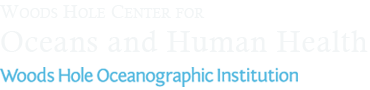 Woods Hole Center for
Oceans and Human Health
Woods Hole Oceanographic Institution